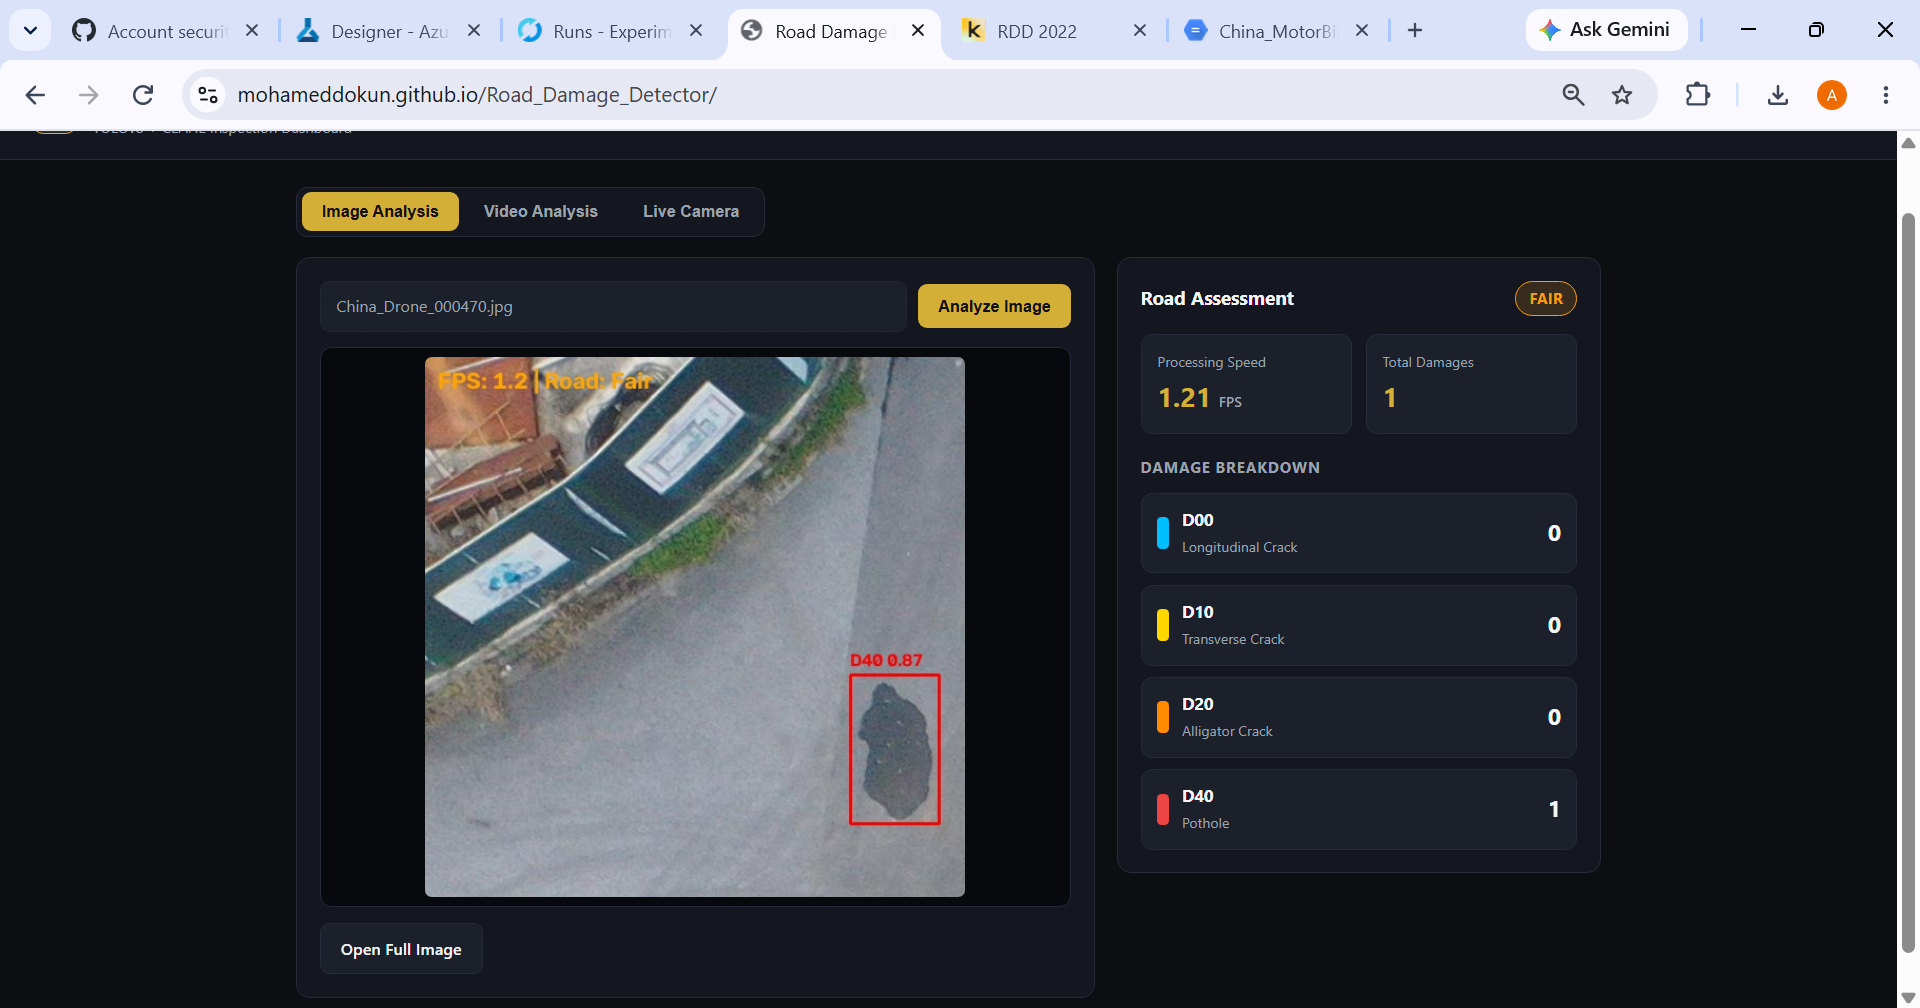 Account securit
Designer - Azu
Runs - Experim
Road Damage
RDD 2022
China_MotorBi
Ask Gemini
mohameddokun.github.io/Road_Damage_Detector/
A
Image Analysis
Video Analysis
Live Camera
China_Drone_000470.jpg
Analyze Image
FPS: 1.2 | Road: Fair
D40 0.87
Open Full Image
Road Assessment
FAIR
Processing Speed
1.21 FPS
Total Damages
1
DAMAGE BREAKDOWN
D00
Longitudinal Crack
0
D10
Transverse Crack
0
D20
Alligator Crack
0
D40
Pothole
1